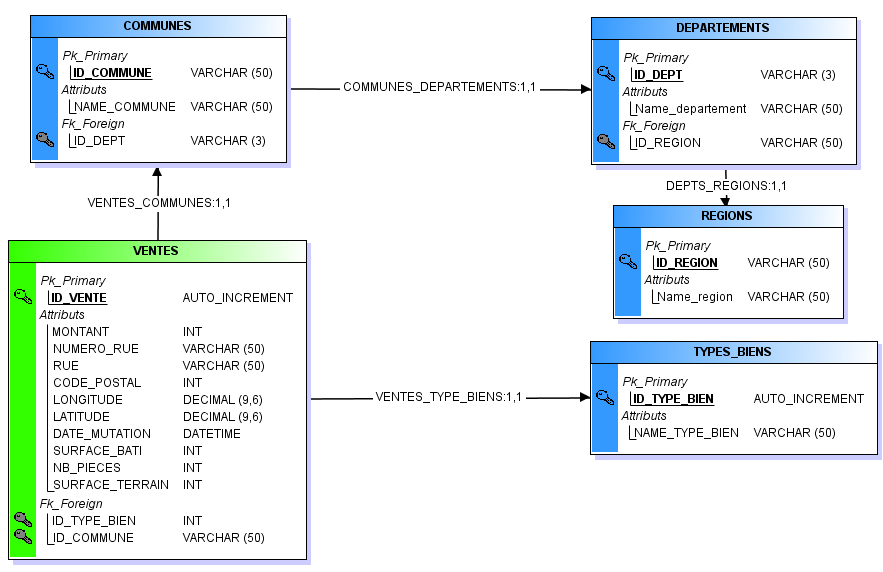 COMMUNES
Pk_Primary
ID_COMMUNE VARCHAR (50)
Attributs
NAME_COMMUNE VARCHAR (50)
Fk_Foreign
ID_DEPT VARCHAR (3)
COMMUNES_DEPARTEMENTS:1,1
DEPARTEMENTS
Pk_Primary
ID_DEPT VARCHAR (3)
Attributs
Name_departement VARCHAR (50)
Fk_Foreign
ID_REGION VARCHAR (50)
DEPTS_REGIONS:1,1
REGIONS
Pk_Primary
ID_REGION VARCHAR (50)
Attributs
Name_region VARCHAR (50)
VENTES_COMMUNES:1,1
VENTES
Pk_Primary
ID_VENTE AUTO_INCREMENT
Attributs
MONTANT INT
NUMERO_RUE VARCHAR (50)
RUE VARCHAR (50)
CODE_POSTAL INT
LONGITUDE DECIMAL (9,6)
LATITUDE DECIMAL (9,6)
DATE_MUTATION DATETIME
SURFACE_BATI INT
NB_PIECES INT
SURFACE_TERRAIN INT
Fk_Foreign
ID_TYPE_BIEN INT
ID_COMMUNE VARCHAR (50)
VENTES_TYPE_BIENS:1,1
TYPES_BIENS
Pk_Primary
ID_TYPE_BIEN AUTO_INCREMENT
Attributs
NAME_TYPE_BIEN VARCHAR (50)